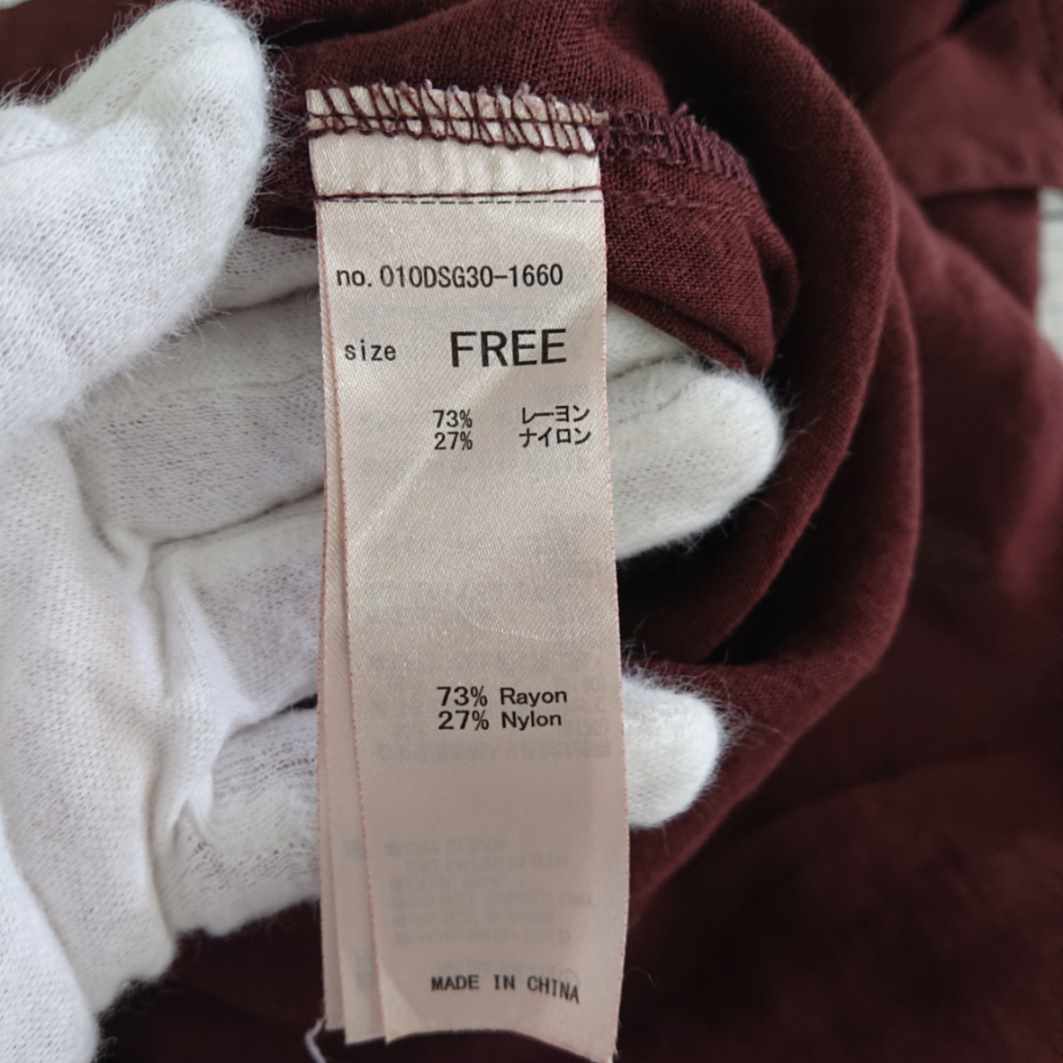 no. 010DSG30-1660
size FREE
73% レーヨン
27% ナイロン
73% Rayon
27% Nylon
MADE IN CHINA